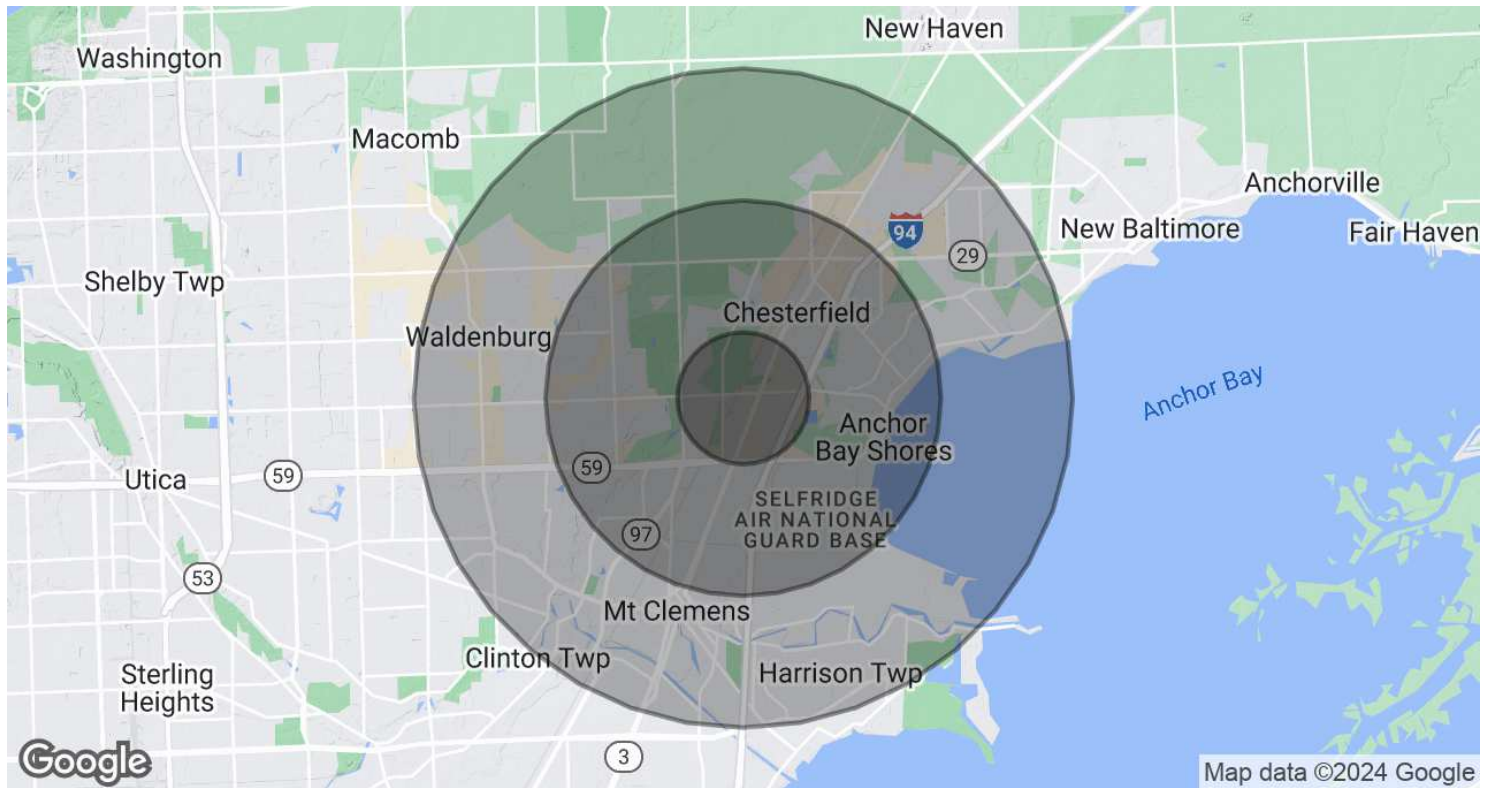 New Haven
Washington
Macomb
Anchorville
94
New Baltimore
Fair Haven
29
Shelby Twp
Chesterfield
Waldenburg
Anchor Bay
Anchor
Bay Shores
59
59
Utica
SELFRIDGE
AIR NATIONAL
GUARD BASE
97
53
Mt Clemens
Clinton Twp
Harrison Twp
Sterling
Heights
3
Google
Map data ©2024 Google